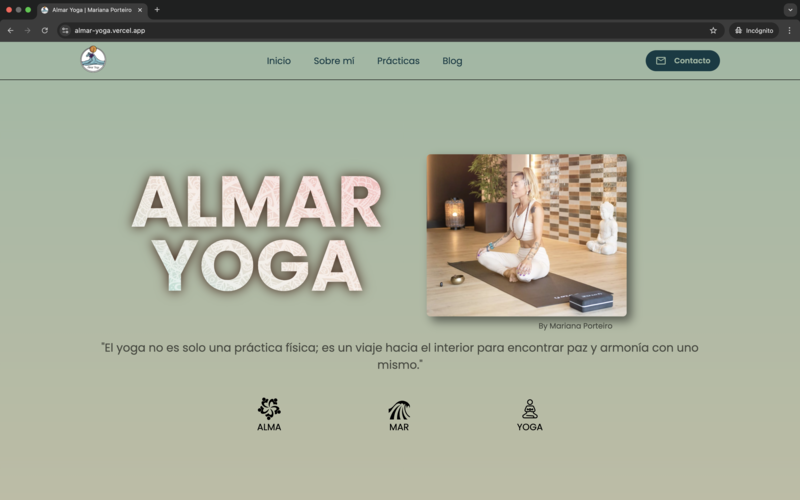 Almar Yoga | Mariana Porteiro
almar-yoga.vercel.app
Incógnito
Inicio
Sobre mí
Prácticas
Blog
Contacto
ALMAR
YOGA
By Mariana Porteiro
"El yoga no es solo una práctica física; es un viaje hacia el interior para encontrar paz y armonía con uno
mismo."
ALMA
MAR
YOGA